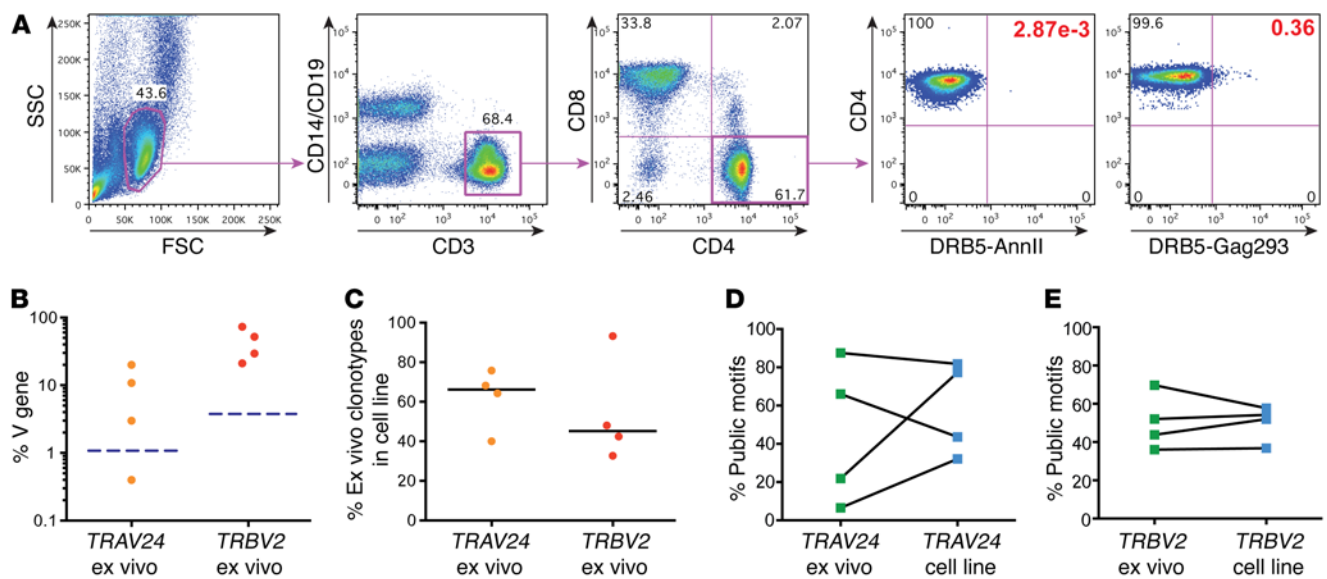 A
SSC
250K
200K
150K
100K
50K
0
43.6
0 50K 100K 150K 200K 250K
FSC
CD14/CD19
10^5
10^4
10^3
10^2
0
68.4
0 10^2 10^3 10^4 10^5
CD3
CD8
10^5
10^4
10^3
10^2
0
33.8 2.07
2.46 61.7
0 10^2 10^3 10^4 10^5
CD4
CD4
10^5
10^4
10^3
10^2
0
100 2.87e-3
0 0
0 10^2 10^3 10^4 10^5
DRB5-AnnII
10^5
10^4
10^3
10^2
0
99.6 0.36
0 0
0 10^2 10^3 10^4 10^5
DRB5-Gag293
B
% V gene
100
10
1
0.1
TRAV24 TRBV2
ex vivo ex vivo
C
% Ex vivo clonotypes
in cell line
100
80
60
40
20
0
TRAV24 TRBV2
ex vivo ex vivo
D
% Public motifs
100
80
60
40
20
0
TRAV24 TRAV24
ex vivo cell line
E
% Public motifs
100
80
60
40
20
0
TRBV2 TRBV2
ex vivo cell line